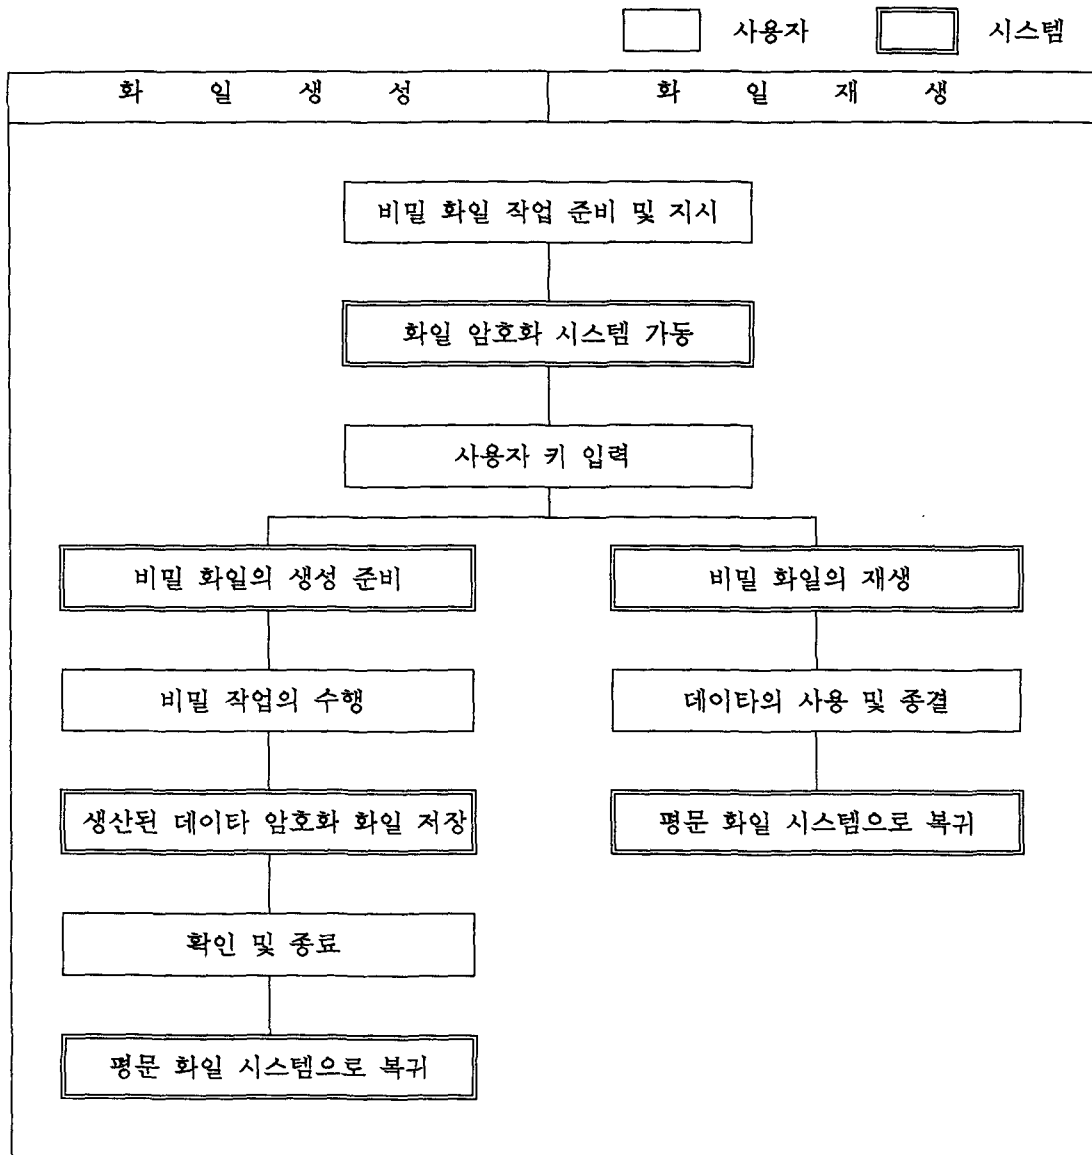 사용자 시스템
화 일 생 성 화 일 재 생
비밀 화일 작업 준비 및 지시
화일 암호화 시스템 가동
사용자 키 입력
비밀 화일의 생성 준비 비밀 화일의 재생
비밀 작업의 수행 데이타의 사용 및 종결
생산된 데이타 암호화 화일 저장 평문 화일 시스템으로 복귀
확인 및 종료
평문 화일 시스템으로 복귀